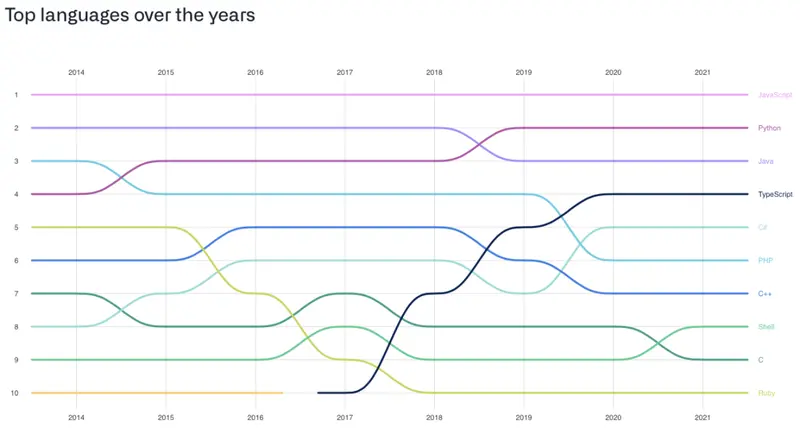 Top languages over the years
2014 2015 2016 2017 2018 2019 2020 2021
1 JavaScript
2 Python
3 Java
4 TypeScript
5 C#
6 PHP
7 C++
8 Shell
9 C
10 Ruby
2014 2015 2016 2017 2018 2019 2020 2021